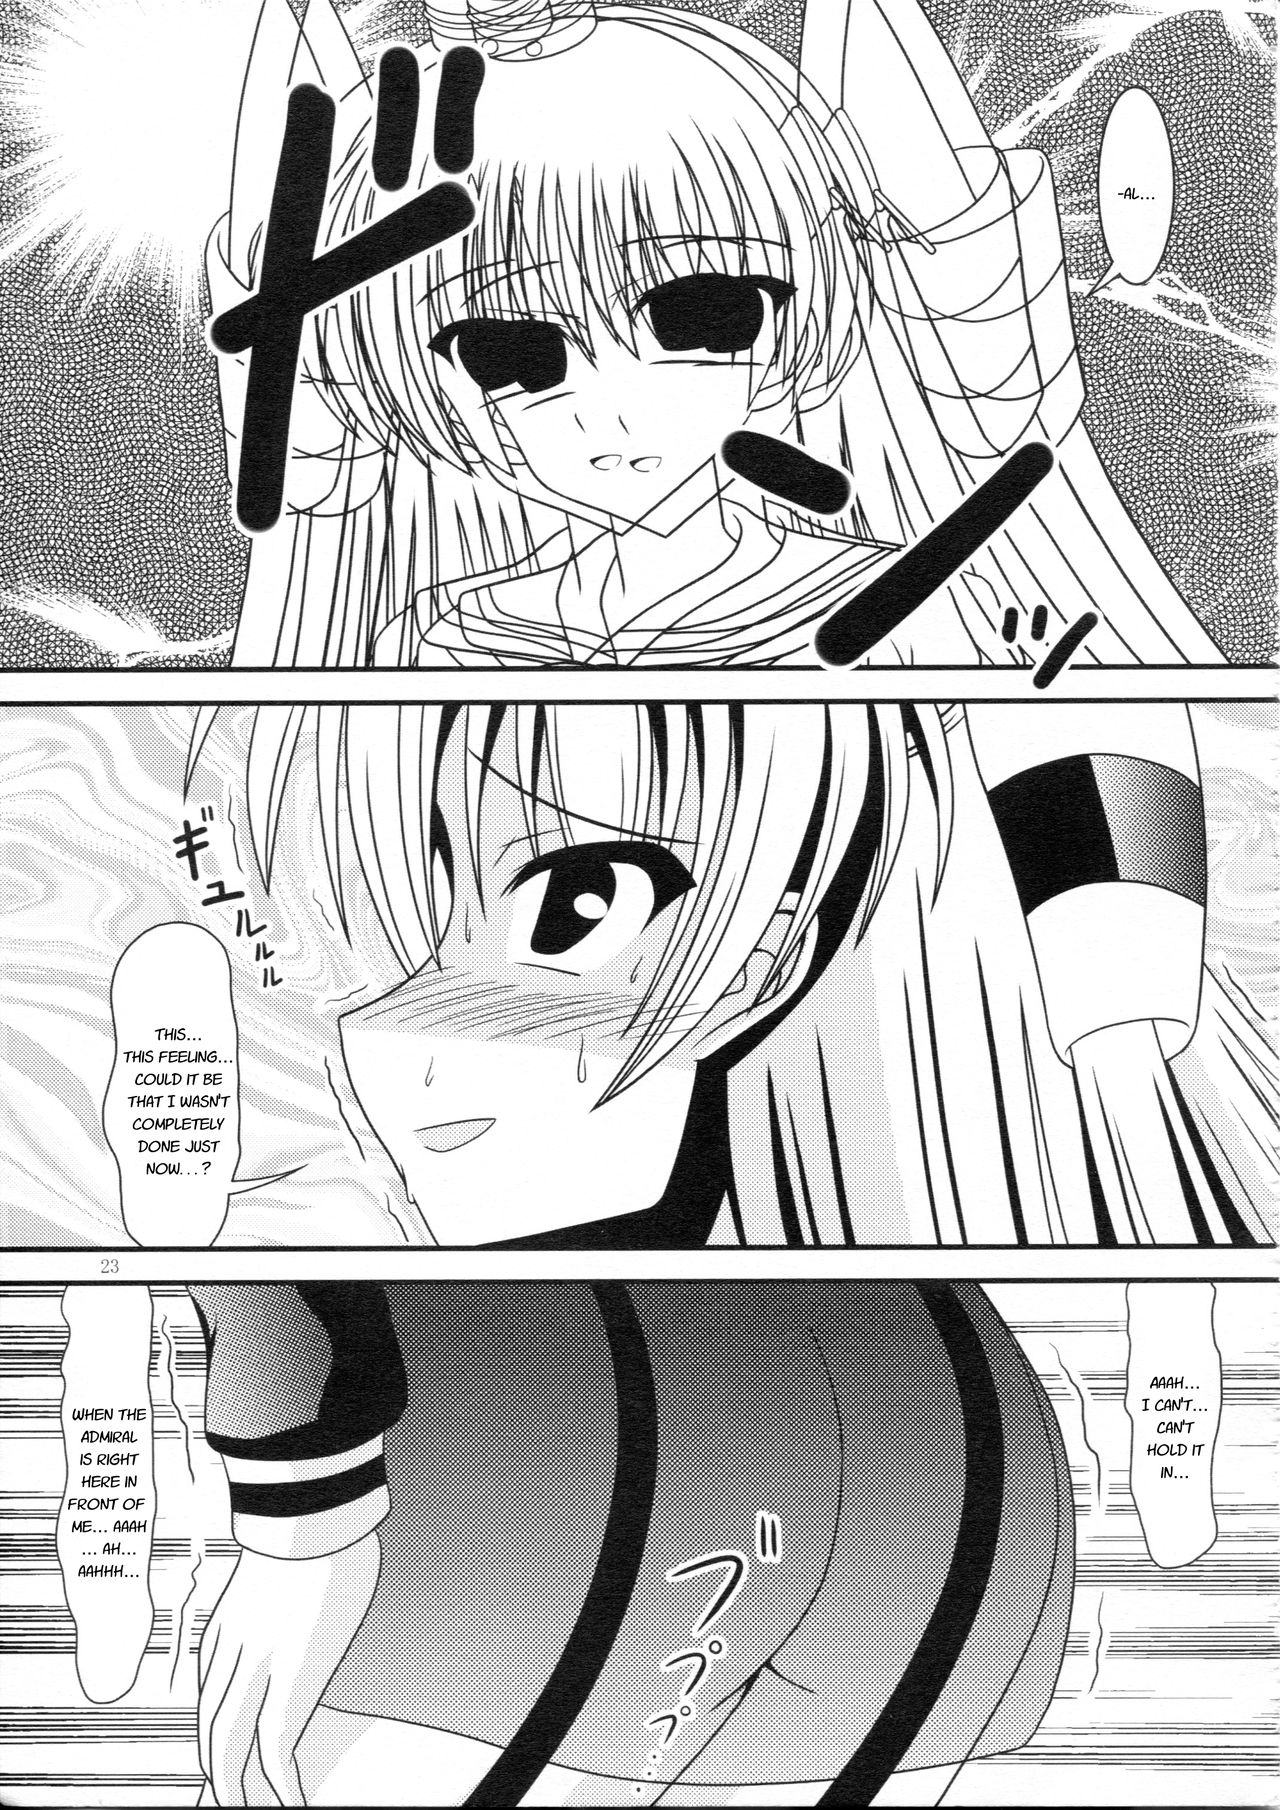 -AL...
ドンッ
THIS...
THIS FEELING...
COULD IT BE
THAT I WASN'T
COMPLETELY
DONE JUST
NOW...?
ギュルルルル
23
AAAH...
I CAN'T...
CAN'T
HOLD IT
IN...
WHEN THE
ADMIRAL
IS RIGHT
HERE IN
FRONT OF
ME... AAAH
... AH...
AAHHH...
プププ...